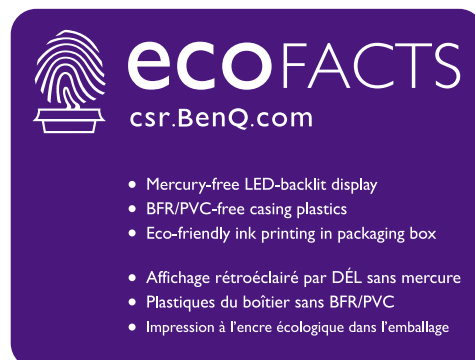 ecoFACTS
csr.BenQ.com
• Mercury-free LED-backlit display
• BFR/PVC-free casing plastics
• Eco-friendly ink printing in packaging box
• Affichage rétroéclairé par DÉL sans mercure
• Plastiques du boîtier sans BFR/PVC
• Impression à l'encre écologique dans l'emballage